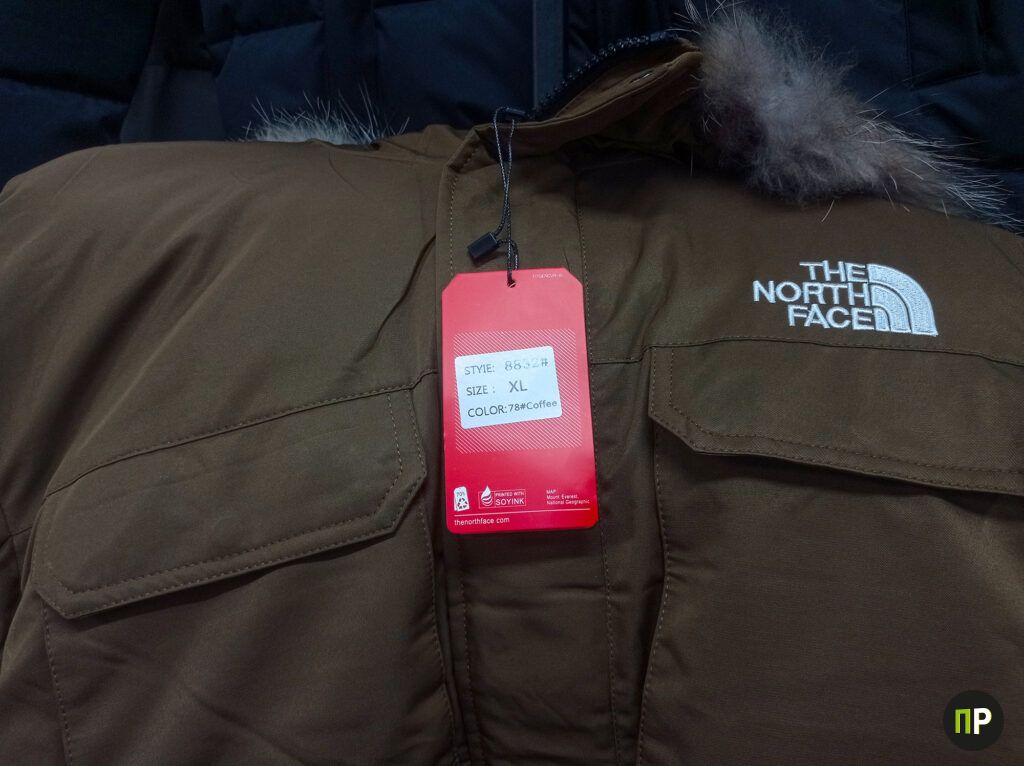 THE
NORTH
FACE
STYIE: 8832#
SIZE : XL
COLOR:78#Coffee
70%
PRINTED WITH
SOYINK
MAP:
Mount Everest,
National Geographic
thenorthface com
ПР